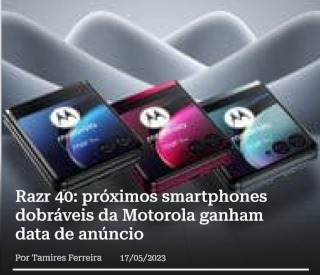 Razr 40: próximos smartphones
dobráveis da Motorola ganham
data de anúncio
Por Tamires Ferreira 17/05/2023